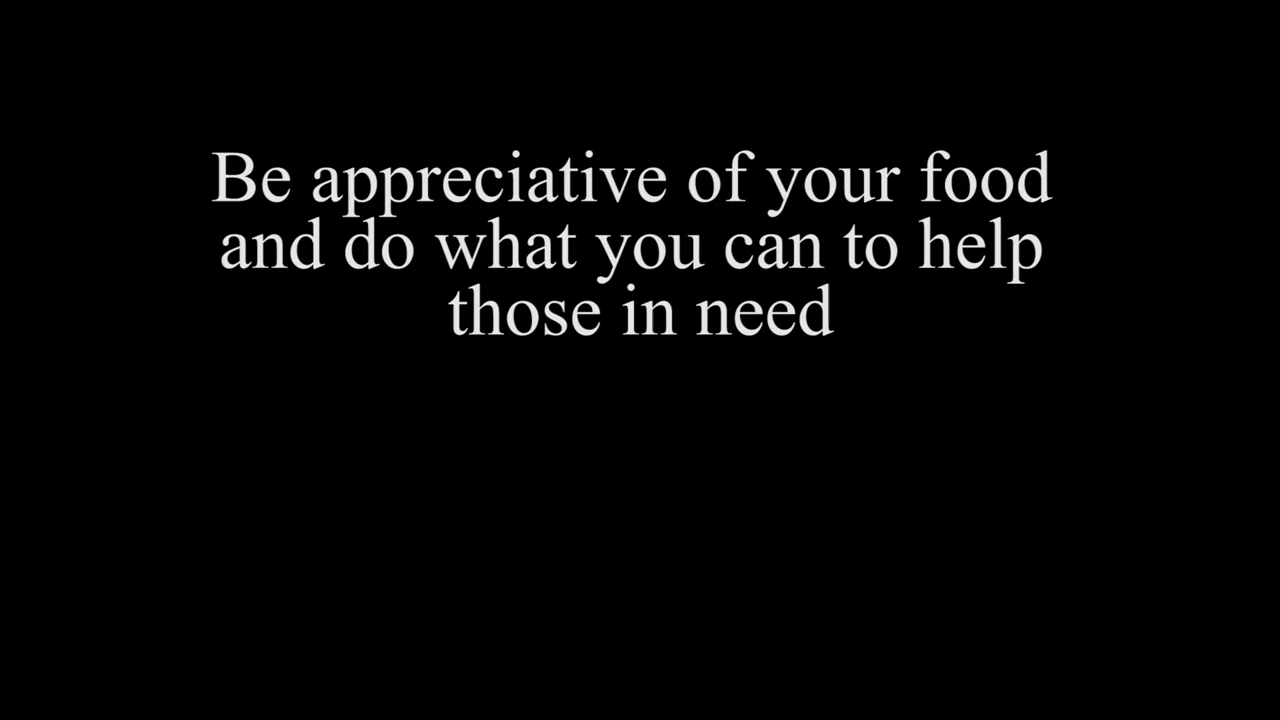 Be appreciative of your food
and do what you can to help
those in need